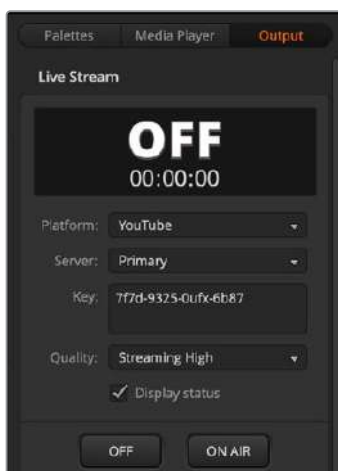 Palettes Media Player Output
Live Stream
OFF
00:00:00
Platform: YouTube
Server: Primary
Key: 7f7d-9325-0ufx-6b87
Quality: Streaming High
Display status
OFF ON AIR